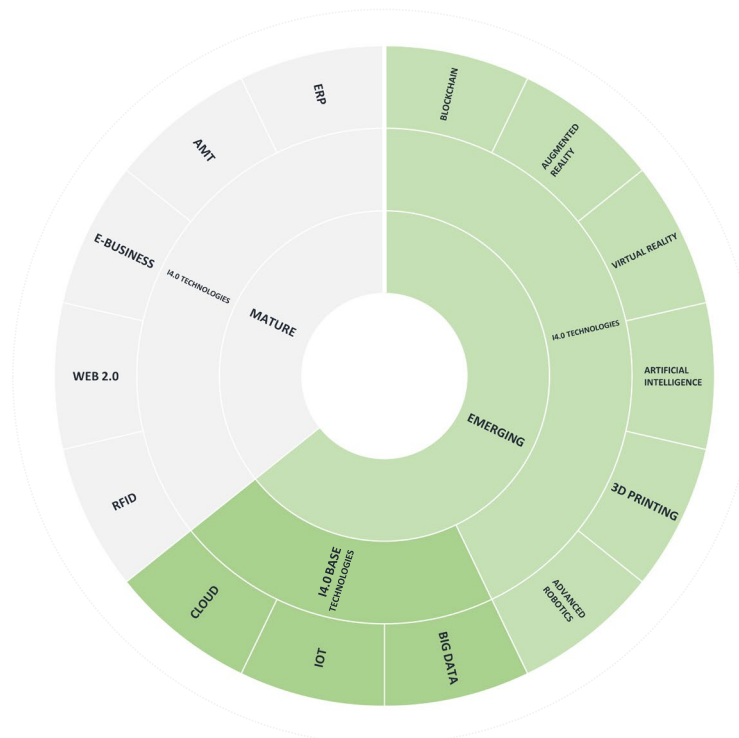 ERP
BLOCKCHAIN
AMT
AUGMENTED
REALITY
E-BUSINESS
VIRTUAL REALITY
I4.0 TECHNOLOGIES
MATURE
I4.0 TECHNOLOGIES
WEB 2.0
ARTIFICIAL
INTELLIGENCE
EMERGING
RFID
3D PRINTING
I4.0 BASE
TECHNOLOGIES
CLOUD
ADVANCED
ROBOTICS
IOT
BIG DATA